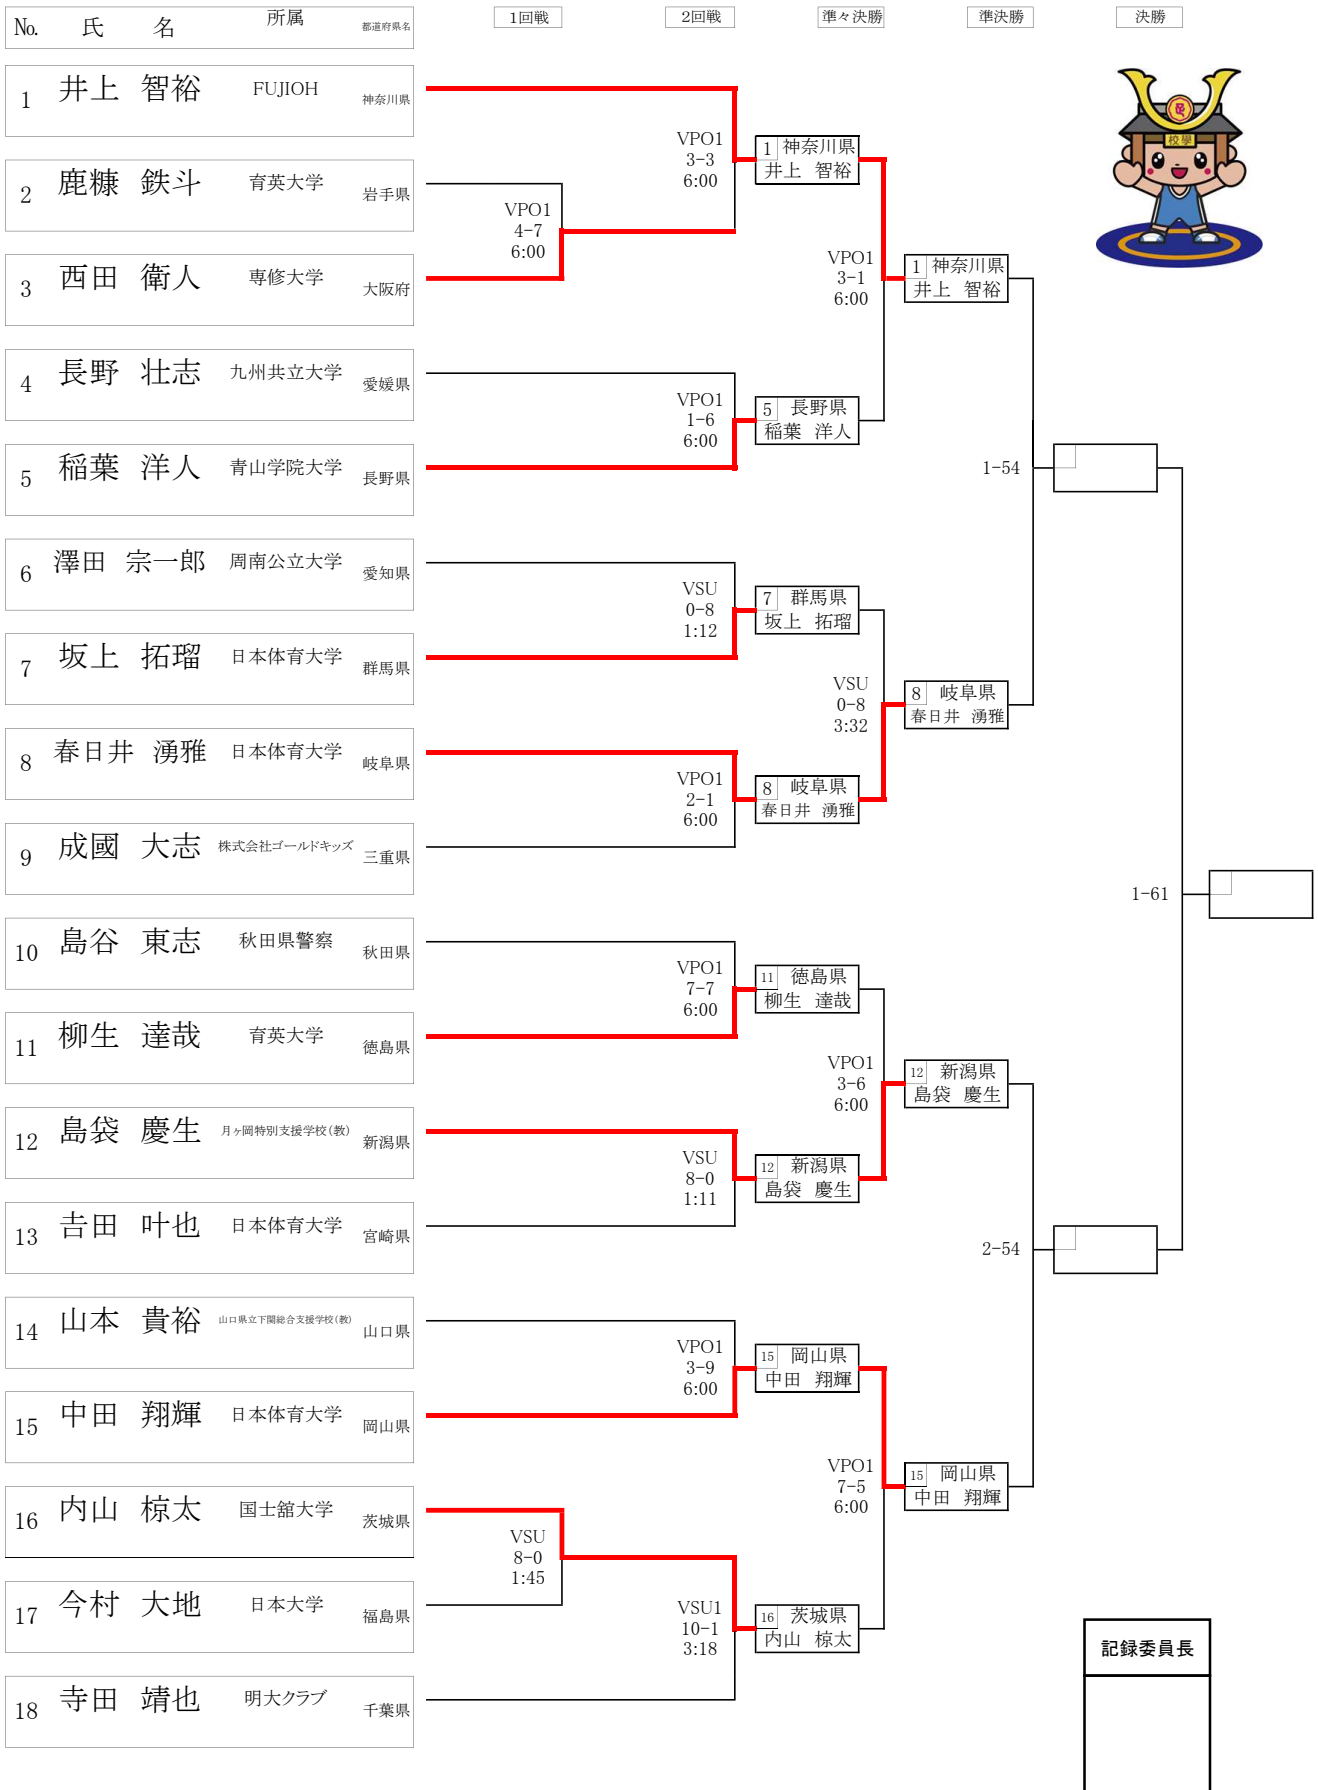 No. 氏 名 所属 都道府県名 1回戦 2回戦 準々決勝 準決勝 決勝
1 井上 智裕 FUJIOH 神奈川県
2 鹿糠 鉄斗 育英大学 岩手県
3 西田 衛人 専修大学 大阪府
4 長野 壮志 九州共立大学 愛媛県
5 稲葉 洋人 青山学院大学 長野県
6 澤田 宗一郎 周南公立大学 愛知県
7 坂上 拓瑠 日本体育大学 群馬県
8 春日井 湧雅 日本体育大学 岐阜県
9 成國 大志 株式会社ゴールドキッズ 三重県
10 島谷 東志 秋田県警察 秋田県
11 柳生 達哉 育英大学 徳島県
12 島袋 慶生 月ヶ岡特別支援学校(教) 新潟県
13 吉田 叶也 日本体育大学 宮崎県
14 山本 貴裕 山口県立下関総合支援学校(教) 山口県
15 中田 翔輝 日本体育大学 岡山県
16 内山 椋太 国士舘大学 茨城県
17 今村 大地 日本大学 福島県
18 寺田 靖也 明大クラブ 千葉県
VPO1
4-7
6:00
VSU
8-0
1:45
VPO1
3-3
6:00
VPO1
1-6
6:00
VSU
0-8
1:12
VPO1
2-1
6:00
VPO1
7-7
6:00
VSU
8-0
1:11
VPO1
3-9
6:00
VSU1
10-1
3:18
1 神奈川県
井上 智裕
5 長野県
稲葉 洋人
7 群馬県
坂上 拓瑠
8 岐阜県
春日井 湧雅
11 徳島県
柳生 達哉
12 新潟県
島袋 慶生
15 岡山県
中田 翔輝
16 茨城県
内山 椋太
VPO1
3-1
6:00
VSU
0-8
3:32
VPO1
3-6
6:00
VPO1
7-5
6:00
1 神奈川県
井上 智裕
8 岐阜県
春日井 湧雅
12 新潟県
島袋 慶生
15 岡山県
中田 翔輝
1-54
2-54
1-61
校學
記録委員長